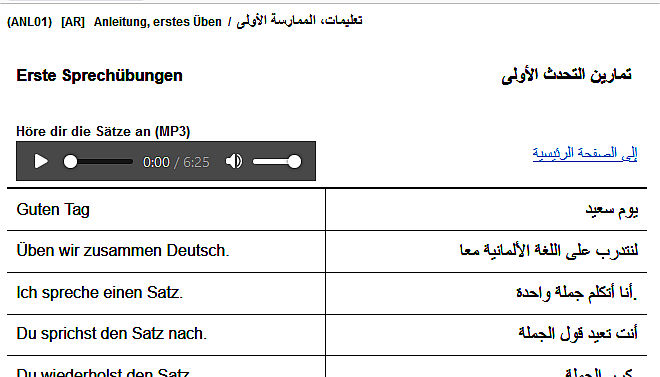 (ANL01) [AR] Anleitung, erstes Üben / تعليمات، الممارسة الأولى
Erste Sprechübungen تمارين التحدث الأولى
Höre dir die Sätze an (MP3)
0:00 / 6:25 إلى الصفحة الرئيسية
Guten Tag يوم سعيد
Üben wir zusammen Deutsch. لنتدرب على اللغة الألمانية معا
Ich spreche einen Satz. أنا أتكلم جملة واحدة.
Du sprichst den Satz nach. أنت تعيد قول الجملة
Du wiederholst den Satz الجملة